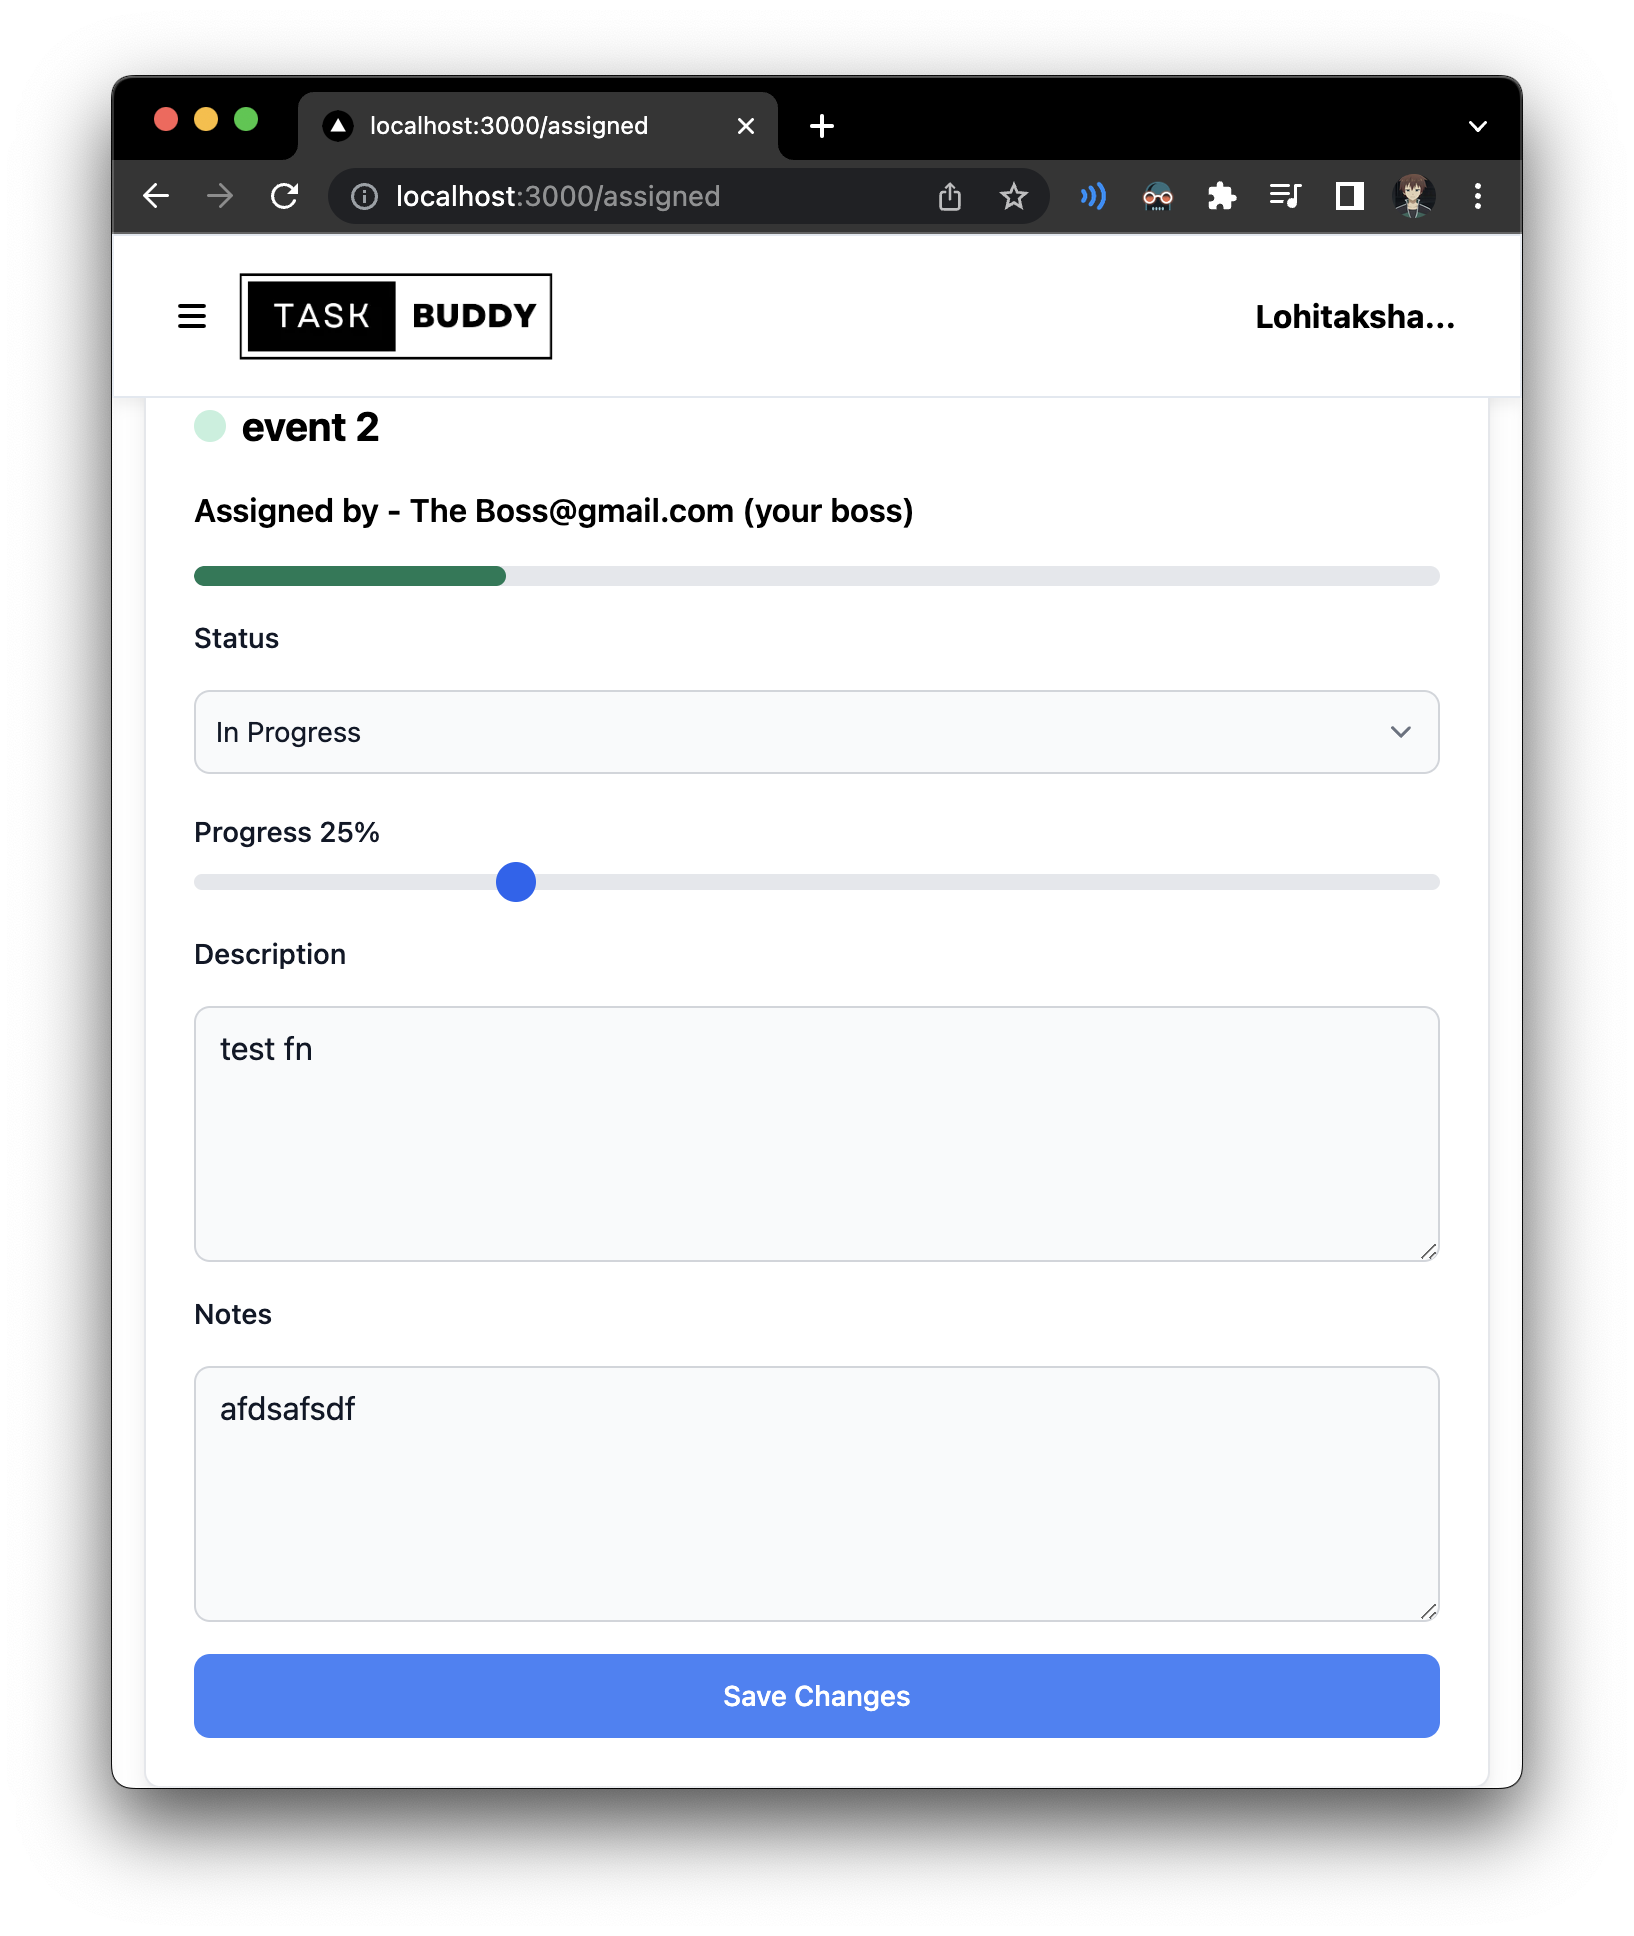 localhost:3000/assigned
localhost:3000/assigned
TASK BUDDY
Lohitaksha...
event 2
Assigned by - The Boss@gmail.com (your boss)
Status
In Progress
Progress 25%
Description
test fn
Notes
afdsafsdf
Save Changes